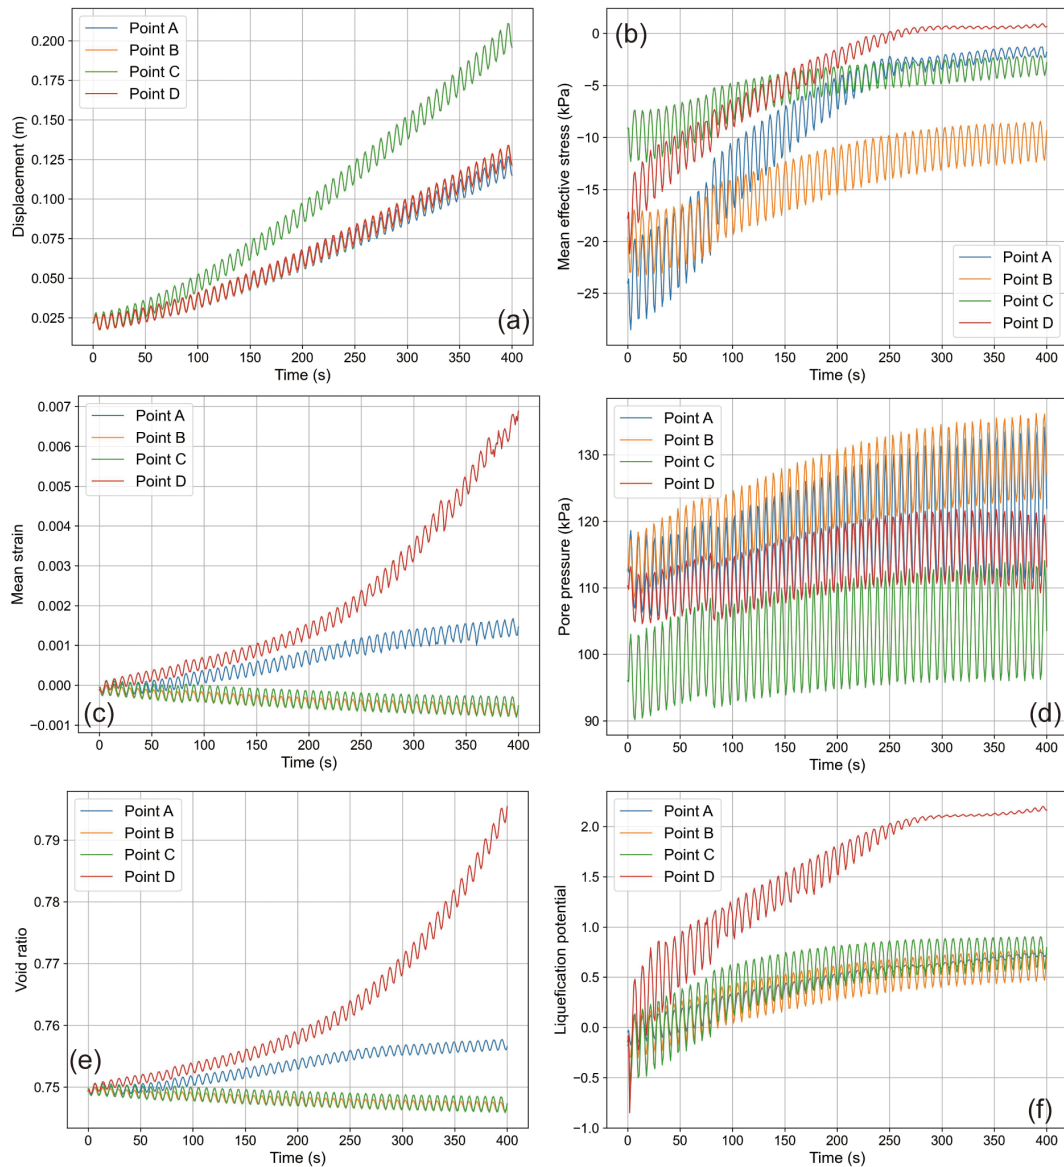 (a)
Point A
Point B
Point C
Point D
Displacement (m)
0.200
0.175
0.150
0.125
0.100
0.075
0.050
0.025
0 50 100 150 200 250 300 350 400
Time (s)
(b)
Mean effective stress (kPa)
0
−5
−10
−15
−20
−25
Point A
Point B
Point C
Point D
0 50 100 150 200 250 300 350 400
Time (s)
(c)
Point A
Point B
Point C
Point D
Mean strain
0.007
0.006
0.005
0.004
0.003
0.002
0.001
0.000
−0.001
0 50 100 150 200 250 300 350 400
Time (s)
(d)
Point A
Point B
Point C
Point D
Pore pressure (kPa)
130
120
110
100
90
0 50 100 150 200 250 300 350 400
Time (s)
(e)
Point A
Point B
Point C
Point D
Void ratio
0.79
0.78
0.77
0.76
0.75
0 50 100 150 200 250 300 350 400
Time (s)
(f)
Point A
Point B
Point C
Point D
Liquefication potential
2.0
1.5
1.0
0.5
0.0
−0.5
−1.0
0 50 100 150 200 250 300 350 400
Time (s)